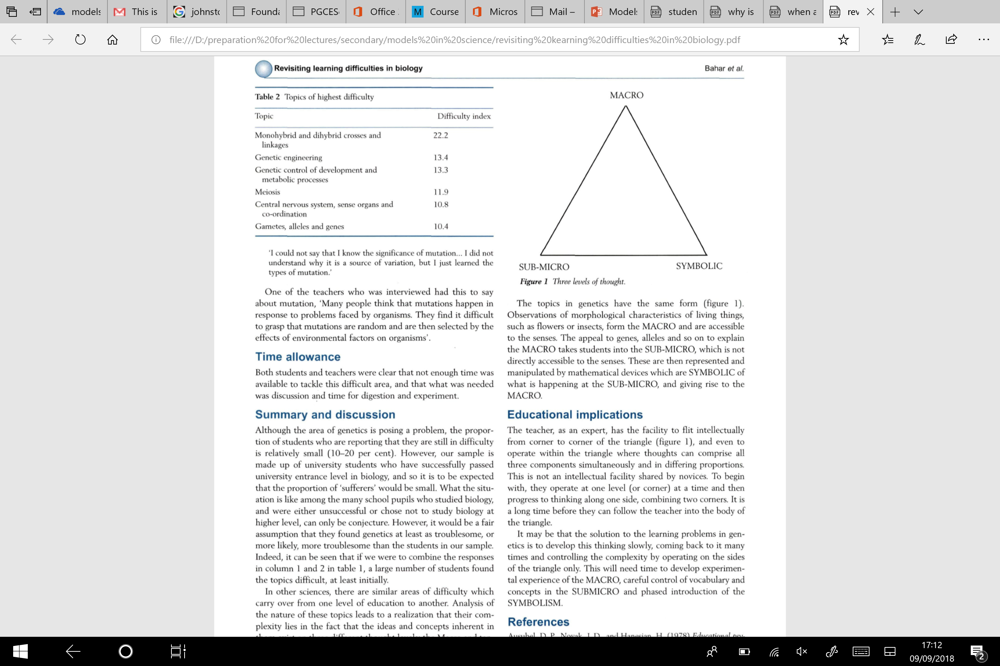 models
This is
johnsto
Founda
PGCES
Office
Course
Micros
Mail –
Models
studen
why is
when a
rev
file:///D:/preparation%20for%20lectures/secondary/models%20in%20science/revisiting%20kearning%20difficulties%20in%20biology.pdf
Revisiting learning difficulties in biology
Bahar et al.
Table 2 Topics of highest difficulty
Topic Difficulty index
Monohybrid and dihybrid crosses and 22.2
linkages
Genetic engineering 13.4
Genetic control of development and 13.3
metabolic processes
Meiosis 11.9
Central nervous system, sense organs and 10.8
co-ordination
Gametes, alleles and genes 10.4
‘I could not say that I know the significance of mutation... I did not
understand why it is a source of variation, but I just learned the
types of mutation.’
One of the teachers who was interviewed had this to say
about mutation, ‘Many people think that mutations happen in
response to problems faced by organisms. They find it difficult
to grasp that mutations are random and are then selected by the
effects of environmental factors on organisms’.
Time allowance
Both students and teachers were clear that not enough time was
available to tackle this difficult area, and that what was needed
was discussion and time for digestion and experiment.
Summary and discussion
Although the area of genetics is posing a problem, the propor-
tion of students who are reporting that they are still in difficulty
is relatively small (10–20 per cent). However, our sample is
made up of university students who have successfully passed
university entrance level in biology, and so it is to be expected
that the proportion of ‘sufferers’ would be small. What the situ-
ation is like among the many school pupils who studied biology,
and were either unsuccessful or chose not to study biology at
higher level, can only be conjecture. However, it would be a fair
assumption that they found genetics at least as troublesome, or
more likely, more troublesome than the students in our sample.
Indeed, it can be seen that if we were to combine the responses
in column 1 and 2 in table 1, a large number of students found
the topics difficult, at least initially.
In other sciences, there are similar areas of difficulty which
carry over from one level of education to another. Analysis of
the nature of these topics leads to a realization that their com-
plexity lies in the fact that the ideas and concepts inherent in
MACRO
SUB-MICRO
SYMBOLIC
Figure 1 Three levels of thought.
The topics in genetics have the same form (figure 1).
Observations of morphological characteristics of living things,
such as flowers or insects, form the MACRO and are accessible
to the senses. The appeal to genes, alleles and so on to explain
the MACRO takes students into the SUB-MICRO, which is not
directly accessible to the senses. These are then represented and
manipulated by mathematical devices which are SYMBOLIC of
what is happening at the SUB-MICRO, and giving rise to the
MACRO.
Educational implications
The teacher, as an expert, has the facility to flit intellectually
from corner to corner of the triangle (figure 1), and even to
operate within the triangle where thoughts can comprise all
three components simultaneously and in differing proportions.
This is not an intellectual facility shared by novices. To begin
with, they operate at one level (or corner) at a time and then
progress to thinking along one side, combining two corners. It is
a long time before they can follow the teacher into the body of
the triangle.
It may be that the solution to the learning problems in gen-
etics is to develop this thinking slowly, coming back to it many
times and controlling the complexity by operating on the sides
of the triangle only. This will need time to develop experimen-
tal experience of the MACRO, careful control of vocabulary and
concepts in the SUBMICRO and phased introduction of the
SYMBOLISM.
References
Ausubel, D. P., Novak, J. D. and Hanesian, H. (1978) Educational psy-
17:12
09/09/2018
2